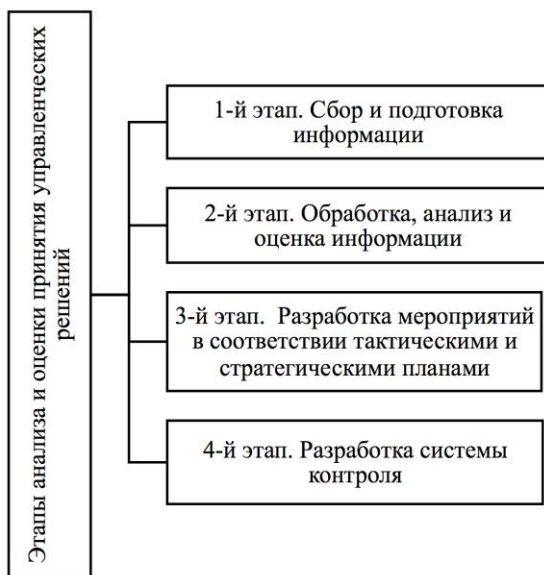 Этапы анализа и оценки принятия управленческих
решений
1-й этап. Сбор и подготовка
информации
2-й этап. Обработка, анализ и
оценка информации
3-й этап. Разработка мероприятий
в соответствии тактическими и
стратегическими планами
4-й этап. Разработка системы
контроля